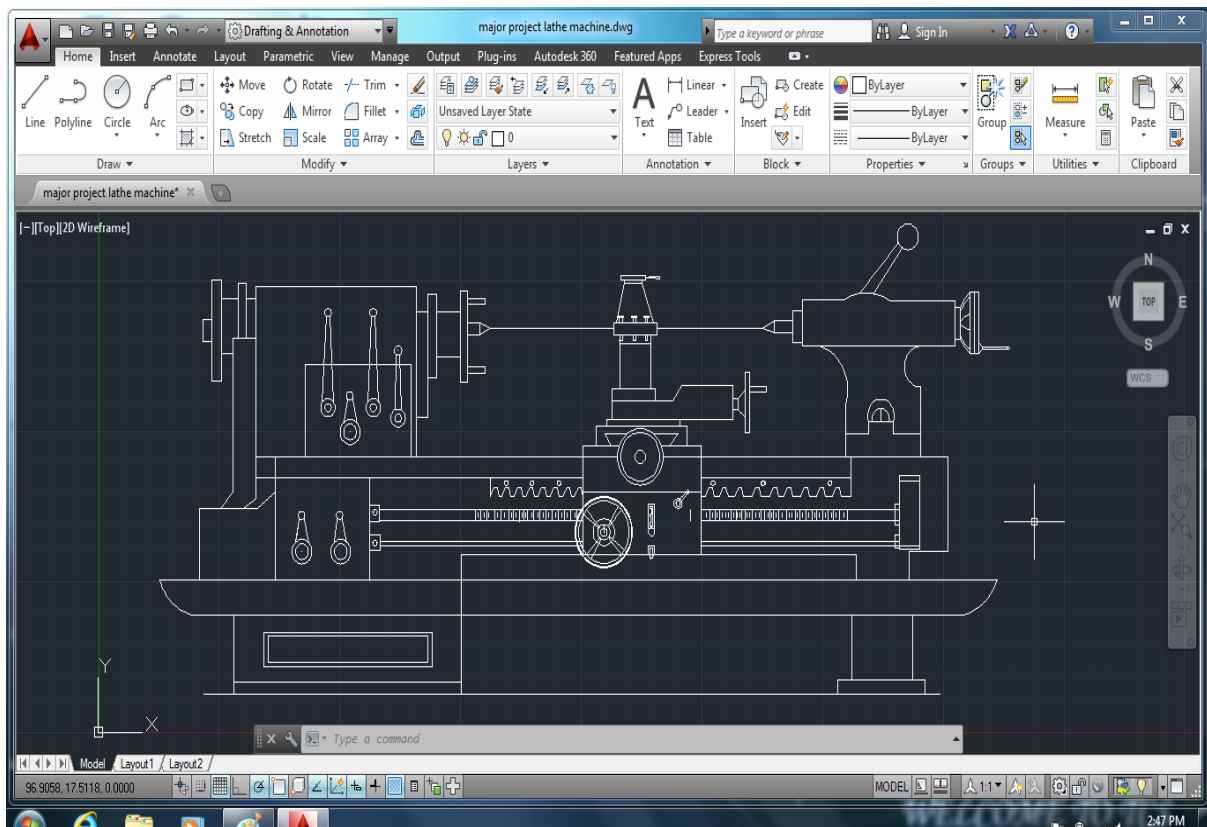 Drafting & Annotation
major project lathe machine.dwg
Type a keyword or phrase
Sign In
Home Insert Annotate Layout Parametric View Manage Output Plug-ins Autodesk 360 Featured Apps Express Tools
Line Polyline Circle Arc
Move Rotate Trim
Copy Mirror Fillet
Stretch Scale Array
Unsaved Layer State
0
Text
Linear
Leader
Table
Insert
Create
Edit
ByLayer
ByLayer
ByLayer
Group
Measure
Paste
Draw Modify Layers Annotation Block Properties Groups Utilities Clipboard
major project lathe machine*
[−][Top][2D Wireframe]
N
W TOP E
S
WCS
Y
X
Type a command
Model Layout1 Layout2
96.9058, 17.5118, 0.0000
MODEL 1:1
2:47 PM